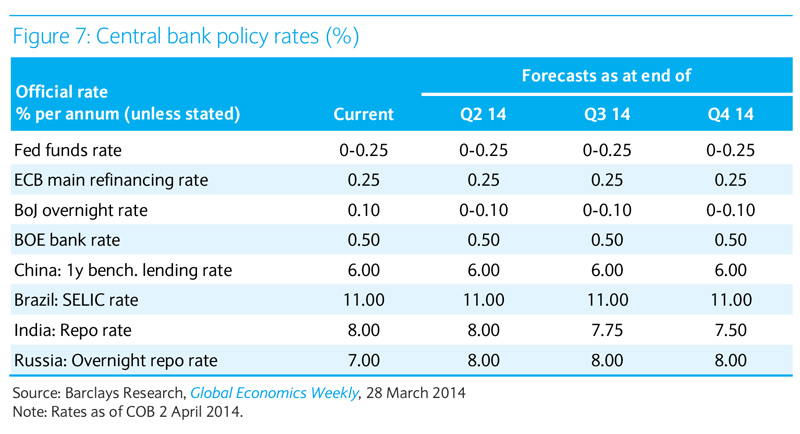 Figure 7: Central bank policy rates (%)
Forecasts as at end of
Official rate
% per annum (unless stated) Current Q2 14 Q3 14 Q4 14
Fed funds rate 0-0.25 0-0.25 0-0.25 0-0.25
ECB main refinancing rate 0.25 0.25 0.25 0.25
BoJ overnight rate 0.10 0-0.10 0-0.10 0-0.10
BOE bank rate 0.50 0.50 0.50 0.50
China: 1y bench. lending rate 6.00 6.00 6.00 6.00
Brazil: SELIC rate 11.00 11.00 11.00 11.00
India: Repo rate 8.00 8.00 7.75 7.50
Russia: Overnight repo rate 7.00 8.00 8.00 8.00
Source: Barclays Research, Global Economics Weekly, 28 March 2014
Note: Rates as of COB 2 April 2014.